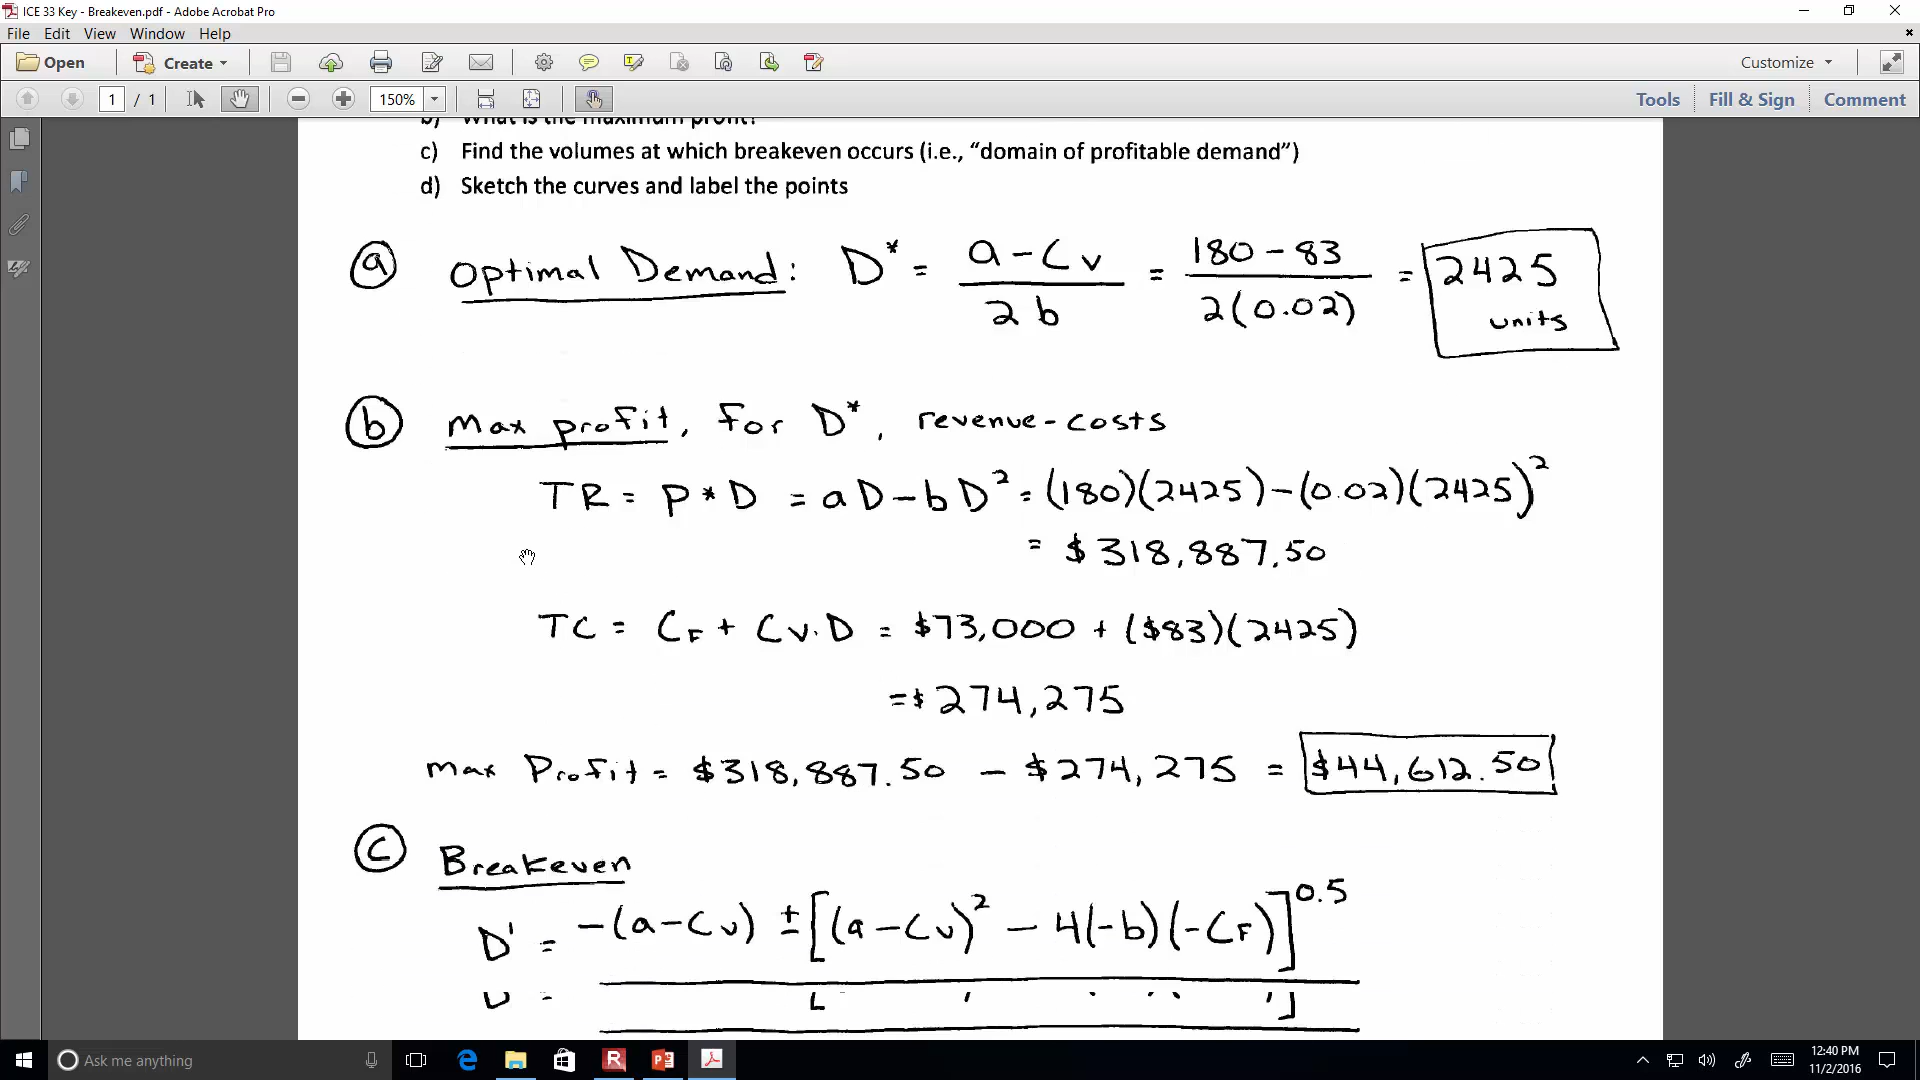 ICE 33 Key - Breakeven.pdf - Adobe Acrobat Pro
File Edit View Window Help
Open Create Customize
1 / 1 150% Tools Fill & Sign Comment
b) What is the maximum profit?
c) Find the volumes at which breakeven occurs (i.e., “domain of profitable demand”)
d) Sketch the curves and label the points
a Optimal Demand: D* = a - Cv / 2b = 180 - 83 / 2(0.02) = 2425 units
b Max profit, for D*, revenue-costs
TR = P * D = aD - bD² = (180)(2425) - (0.02)(2425)²
= $318,887.50
TC = CF + Cv.D = $73,000 + ($83)(2425)
= $274,275
Max Profit = $318,887.50 - $274,275 = $44,612.50
c Breakeven
D' = -(a-Cv) ± [(a-Cv)² - 4(-b)(-CF)]^0.5
Ask me anything
12:40 PM
11/2/2016